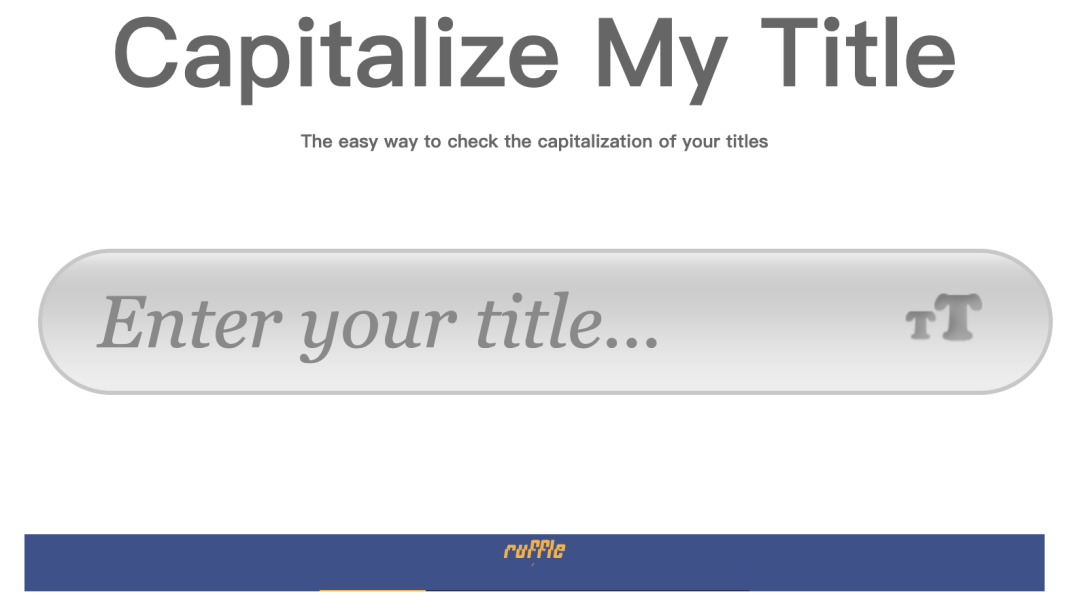 Capitalize My Title
The easy way to check the capitalization of your titles
Enter your title...
TT
ruffle